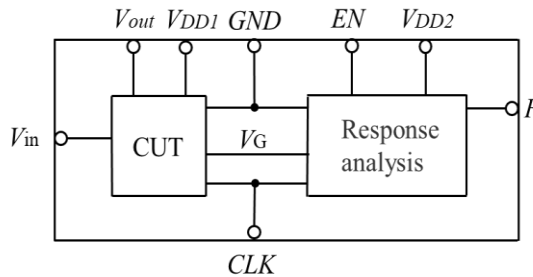 Vout VDD1 GND EN VDD2
Vin CUT VG Response
analysis
CLK